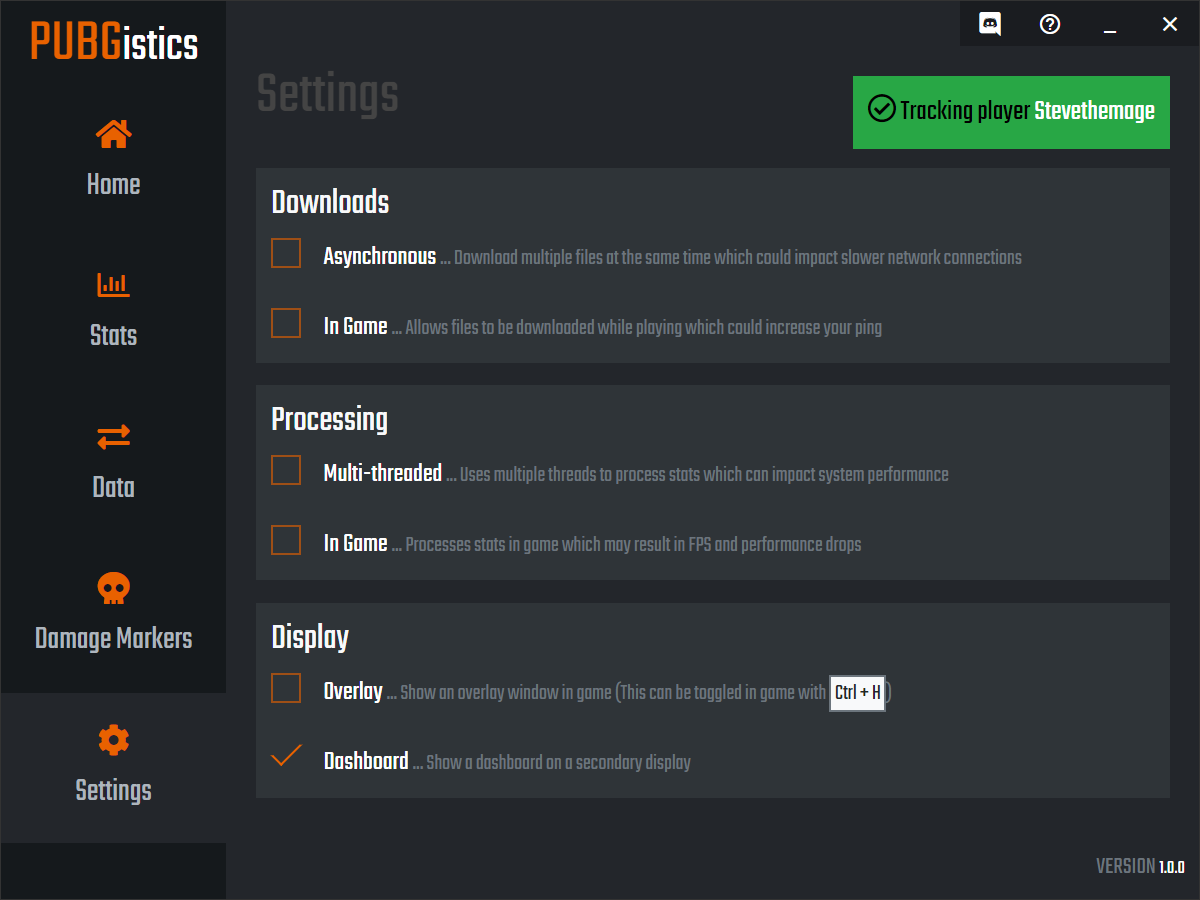 PUBGistics
Home
Stats
Data
Damage Markers
Settings
Settings
Tracking player Stevethemage
Downloads
Asynchronous ... Download multiple files at the same time which could impact slower network connections
In Game ... Allows files to be downloaded while playing which could increase your ping
Processing
Multi-threaded ... Uses multiple threads to process stats which can impact system performance
In Game ... Processes stats in game which may result in FPS and performance drops
Display
Overlay ... Show an overlay window in game (This can be toggled in game with Ctrl + H)
Dashboard ... Show a dashboard on a secondary display
VERSION 1.0.0